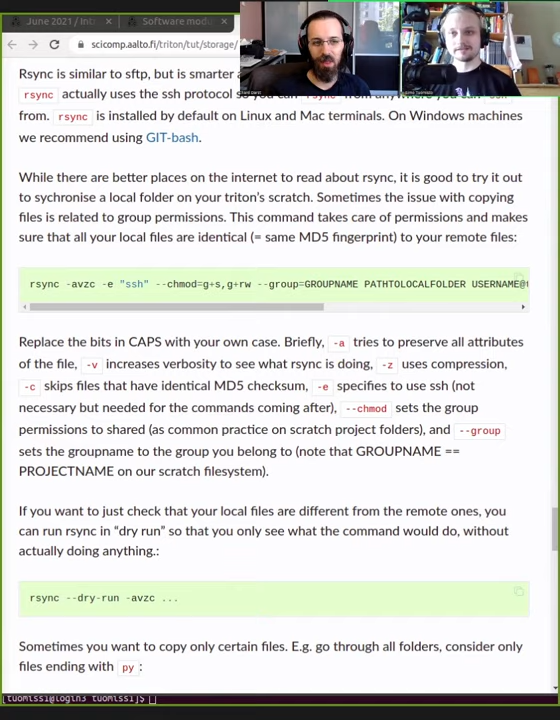 June 2021 / Intr
Software modu
scicomp.aalto.fi/triton/tut/storage/
Rsync is similar to sftp, but is smarter
rsync actually uses the ssh protocol
from. rsync is installed by default on Linux and Mac terminals. On Windows machines
we recommend using GIT-bash.
While there are better places on the internet to read about rsync, it is good to try it out
to sychronise a local folder on your triton's scratch. Sometimes the issue with copying
files is related to group permissions. This command takes care of permissions and makes
sure that all your local files are identical (= same MD5 fingerprint) to your remote files:
rsync -avzc -e "ssh" --chmod=g+s,g+rw --group=GROUPNAME PATHTOLOCALFOLDER USERNAME@
Replace the bits in CAPS with your own case. Briefly, -a tries to preserve all attributes
of the file, -v increases verbosity to see what rsync is doing, -z uses compression,
-c skips files that have identical MD5 checksum, -e specifies to use ssh (not
necessary but needed for the commands coming after), --chmod sets the group
permissions to shared (as common practice on scratch project folders), and --group
sets the groupname to the group you belong to (note that GROUPNAME ==
PROJECTNAME on our scratch filesystem).
If you want to just check that your local files are different from the remote ones, you
can run rsync in "dry run" so that you only see what the command would do, without
actually doing anything.:
rsync --dry-run -avzc ...
Sometimes you want to copy only certain files. E.g. go through all folders, consider only
files ending with py :
[tuomiss1@login3 tuomiss1]$